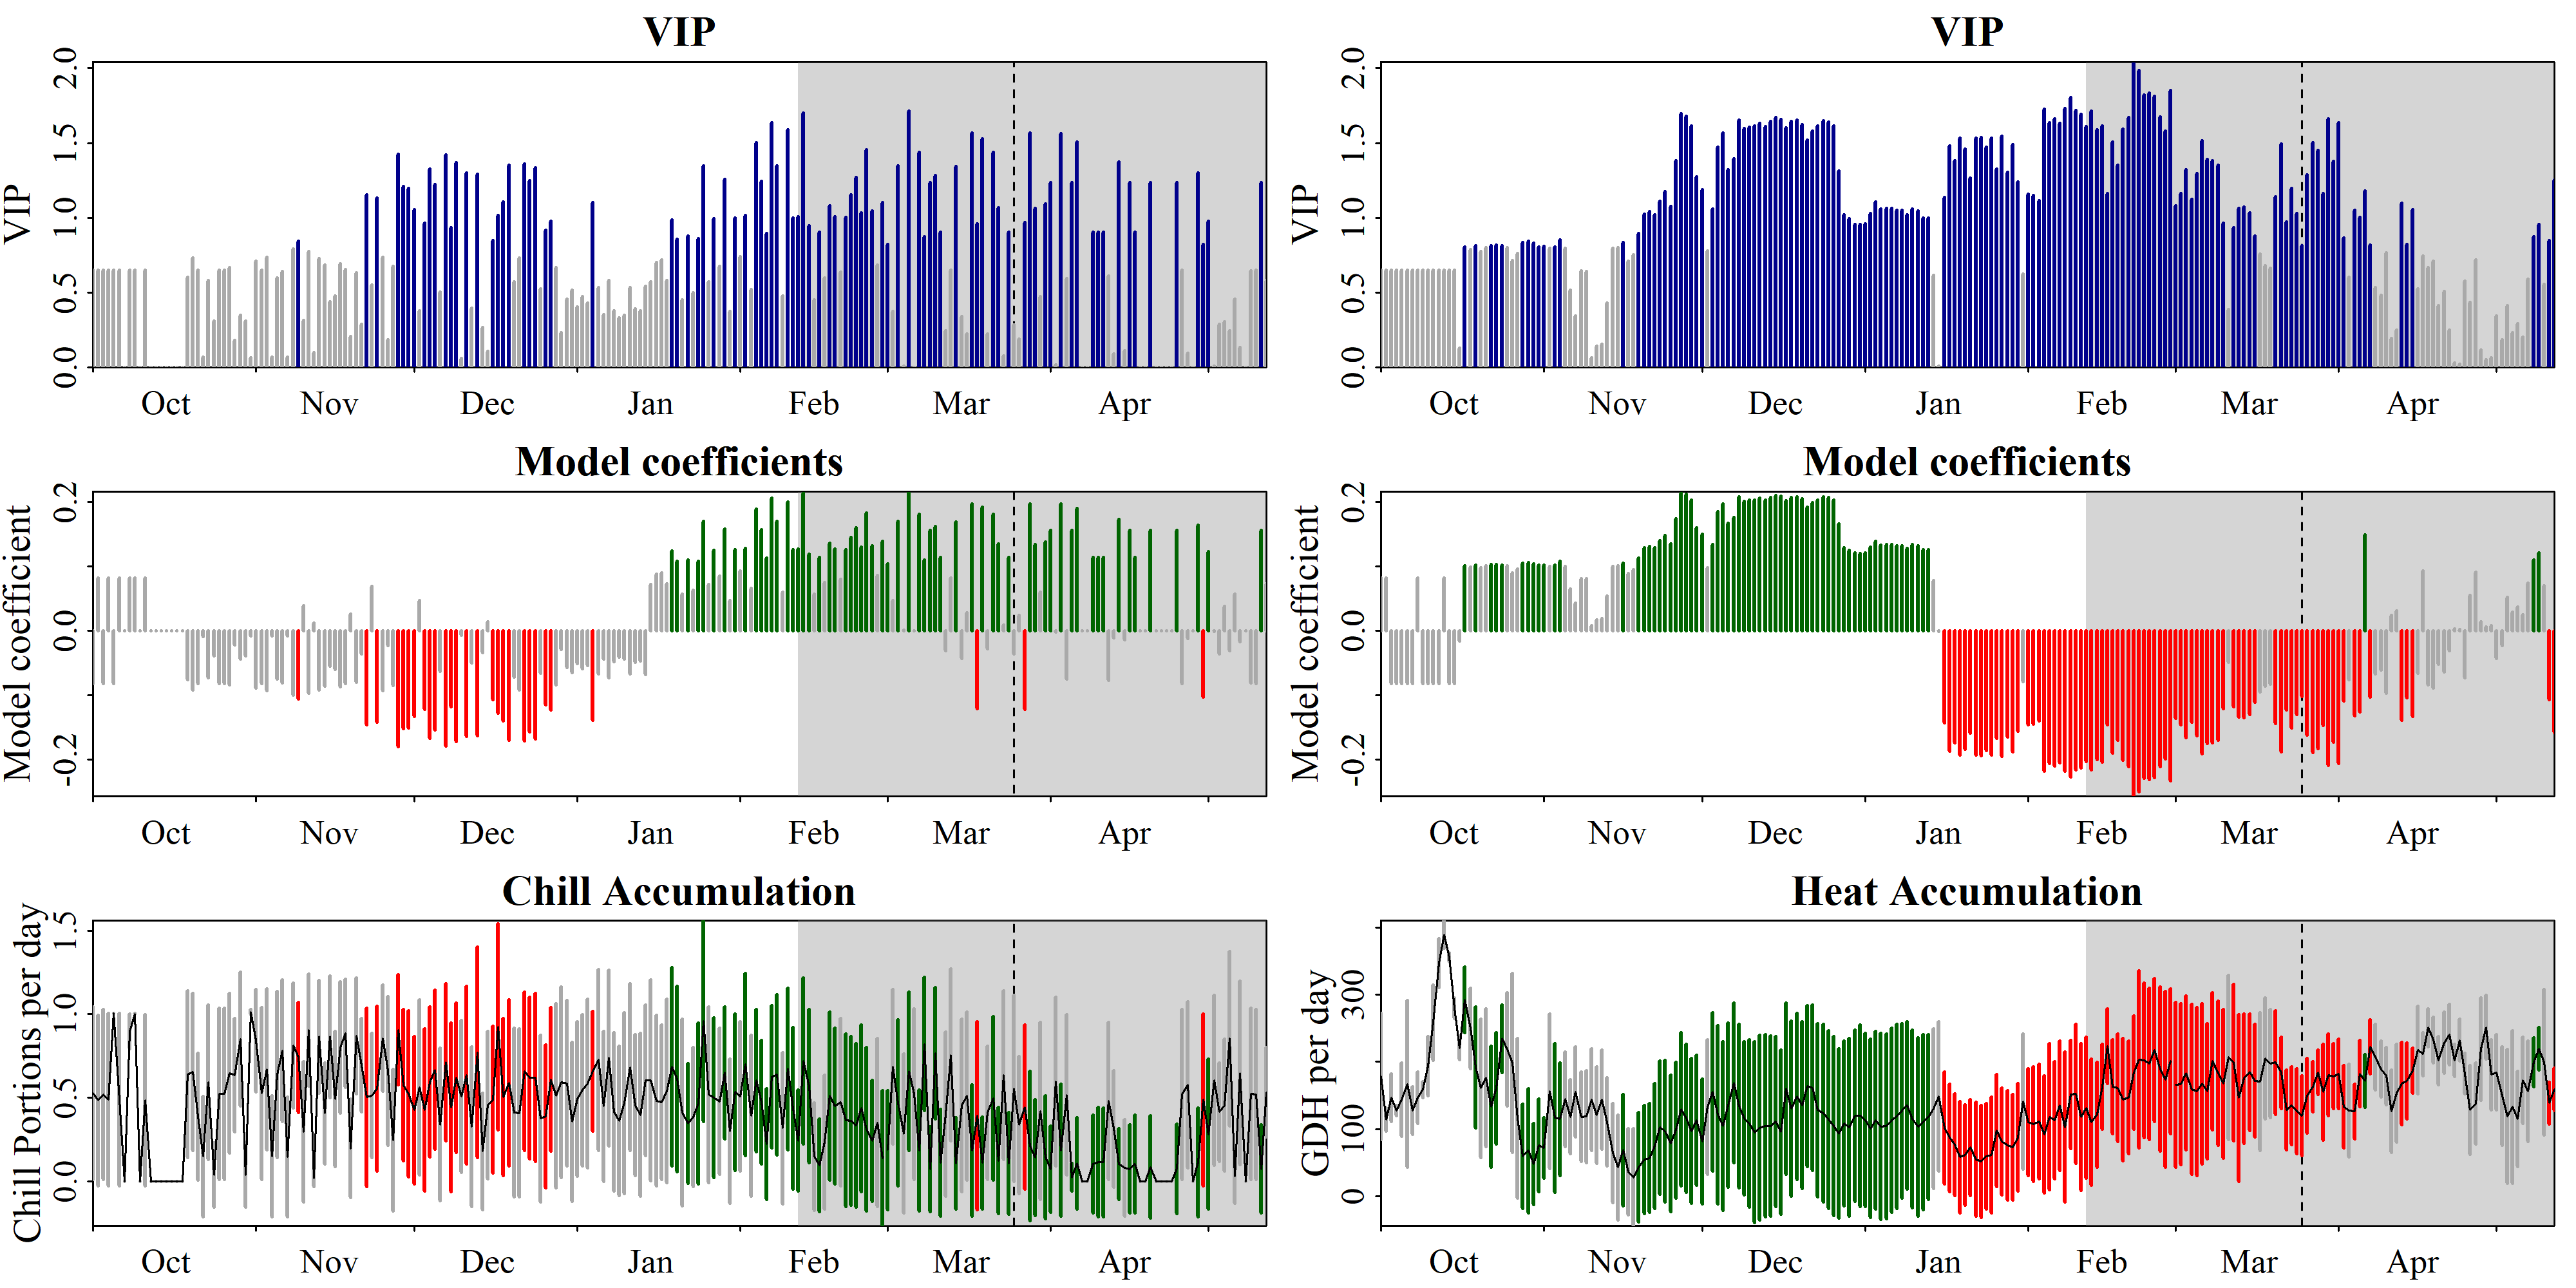 VIP
VIP
2.0
1.5
1.0
0.5
0.0
Oct Nov Dec Jan Feb Mar Apr
VIP
VIP
2.0
1.5
1.0
0.5
0.0
Oct Nov Dec Jan Feb Mar Apr
Model coefficients
Model coefficient
0.2
0.0
-0.2
Oct Nov Dec Jan Feb Mar Apr
Model coefficients
Model coefficient
0.2
0.0
-0.2
Oct Nov Dec Jan Feb Mar Apr
Chill Accumulation
Chill Portions per day
1.5
1.0
0.5
0.0
Oct Nov Dec Jan Feb Mar Apr
Heat Accumulation
GDH per day
300
100
0
Oct Nov Dec Jan Feb Mar Apr